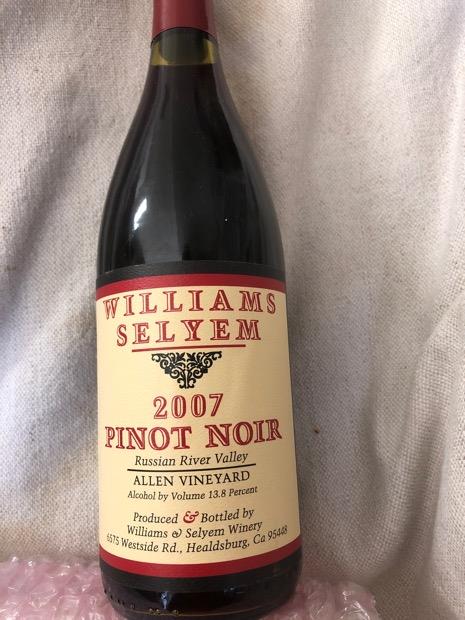 WILLIAMS
SELYEM
2007
PINOT NOIR
Russian River Valley
ALLEN VINEYARD
Alcohol by Volume 13.8 Percent
Produced & Bottled by
Williams & Selyem Winery
6575 Westside Rd., Healdsburg, Ca 95448